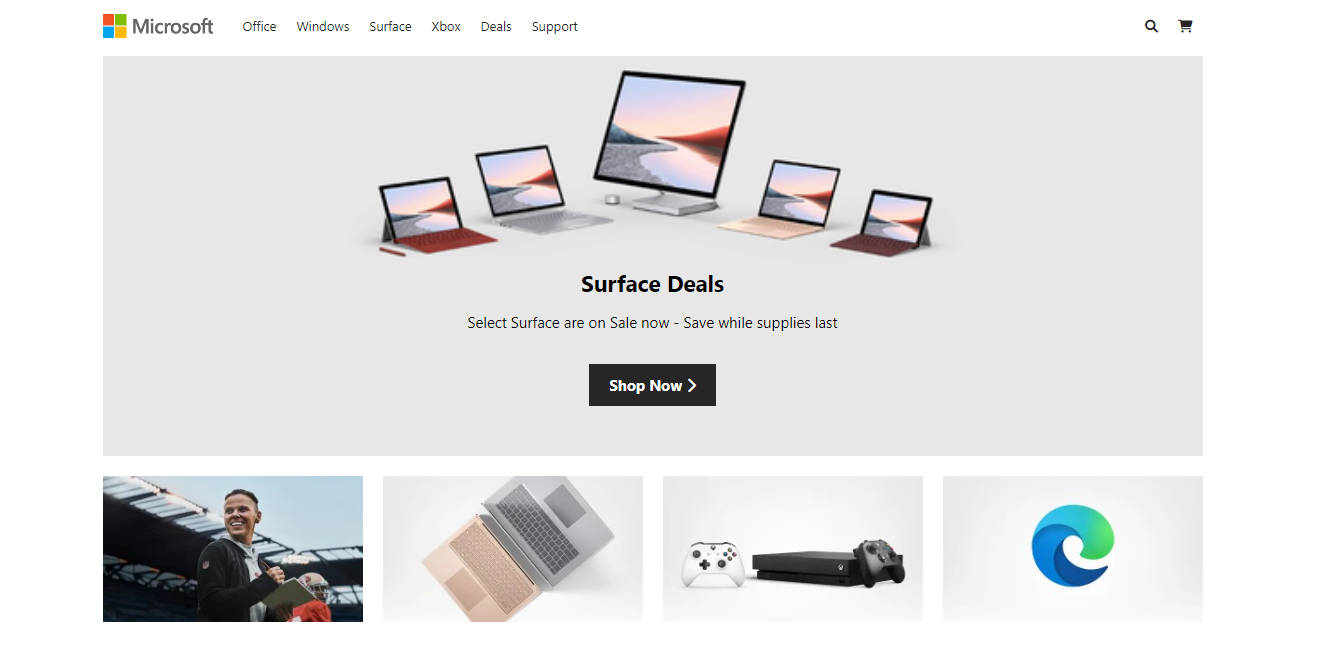 Microsoft Office Windows Surface Xbox Deals Support
Surface Deals
Select Surface are on Sale now - Save while supplies last
Shop Now